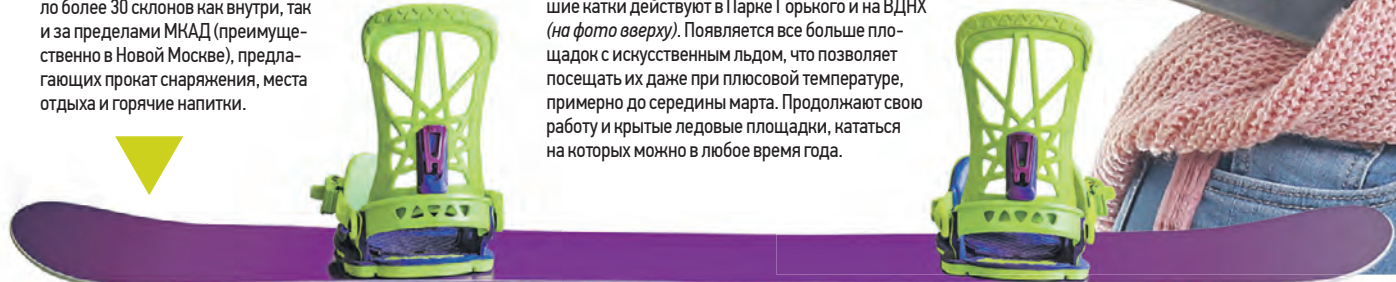 ло более 30 склонов как внутри, так
и за пределами МКАД (преимуще-
ственно в Новой Москве), предла-
гающих прокат снаряжения, места
отдыха и горячие напитки.
шие катки действуют в Парке Горького и на ВДНХ
(на фото вверху). Появляется все больше пло-
щадок с искусственным льдом, что позволяет
посещать их даже при плюсовой температуре,
примерно до середины марта. Продолжают свою
работу и крытые ледовые площадки, кататься
на которых можно в любое время года.